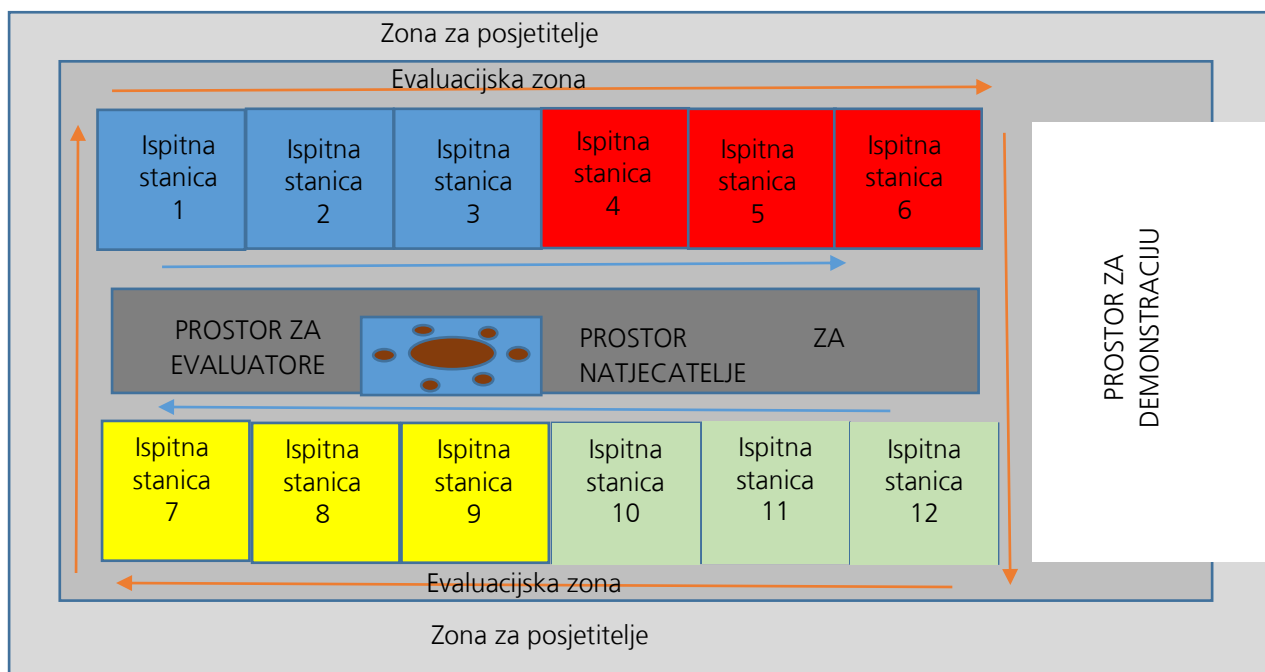 Zona za posjetitelje
Evaluacijska zona
Ispitna
stanica
1
Ispitna
stanica
2
Ispitna
stanica
3
Ispitna
stanica
4
Ispitna
stanica
5
Ispitna
stanica
6
PROSTOR ZA
EVALUATORE
PROSTOR ZA
NATJECATELJE
PROSTOR ZA
DEMONSTRACIJU
Ispitna
stanica
7
Ispitna
stanica
8
Ispitna
stanica
9
Ispitna
stanica
10
Ispitna
stanica
11
Ispitna
stanica
12
Evaluacijska zona
Zona za posjetitelje